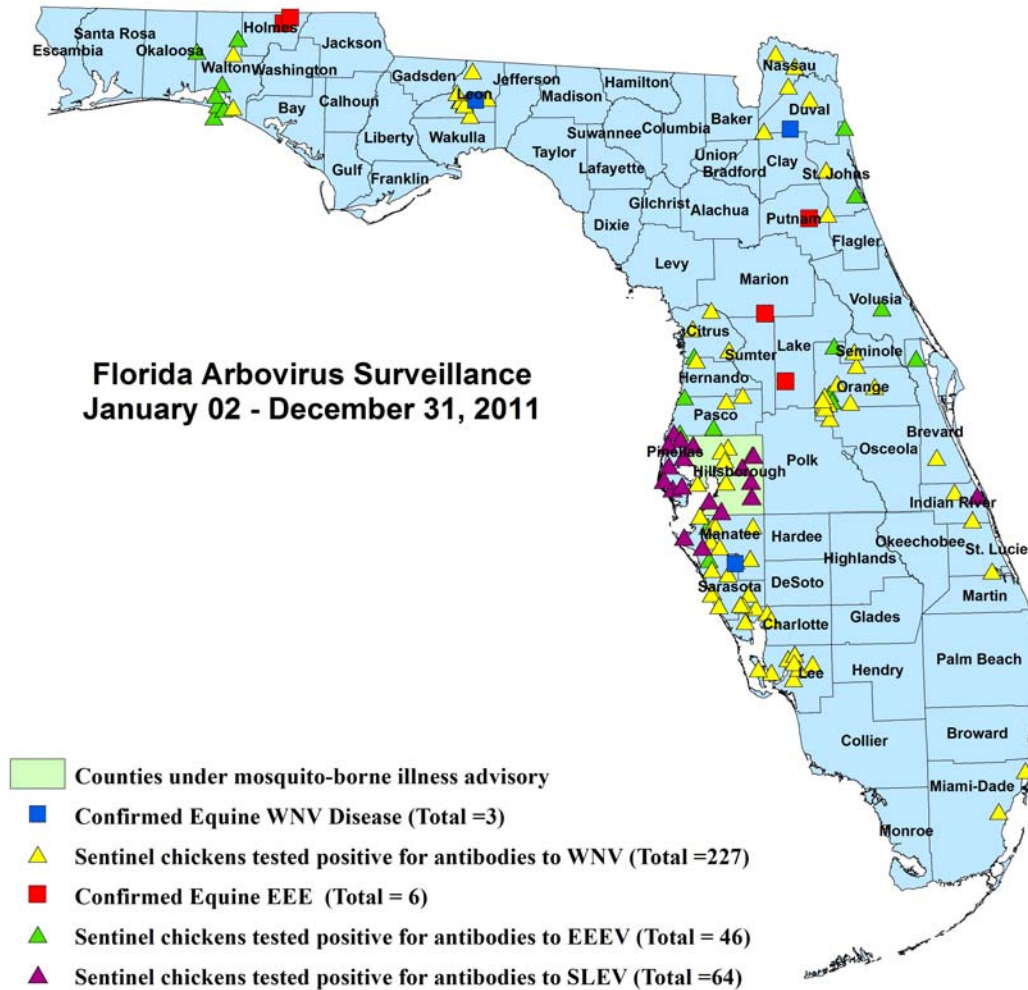 Escambia
Santa Rosa
Okaloosa
Walton
Holmes
Washington
Jackson
Bay
Calhoun
Gulf
Liberty
Franklin
Gadsden
Leon
Wakulla
Jefferson
Madison
Taylor
Hamilton
Suwannee
Lafayette
Columbia
Dixie
Gilchrist
Baker
Union
Bradford
Alachua
Levy
Nassau
Duval
Clay
St. Johns
Putnam
Flagler
Marion
Volusia
Citrus
Sumter
Lake
Seminole
Hernando
Orange
Pasco
Florida Arbovirus Surveillance
January 02 - December 31, 2011
Pinellas
Hillsborough
Polk
Osceola
Brevard
Indian River
Manatee
Hardee
Highlands
Okeechobee
St. Lucie
Sarasota
DeSoto
Martin
Charlotte
Glades
Lee
Hendry
Palm Beach
Collier
Broward
Miami-Dade
Monroe
Counties under mosquito-borne illness advisory
Confirmed Equine WNV Disease (Total =3)
Sentinel chickens tested positive for antibodies to WNV (Total =227)
Confirmed Equine EEE (Total = 6)
Sentinel chickens tested positive for antibodies to EEEV (Total = 46)
Sentinel chickens tested positive for antibodies to SLEV (Total =64)